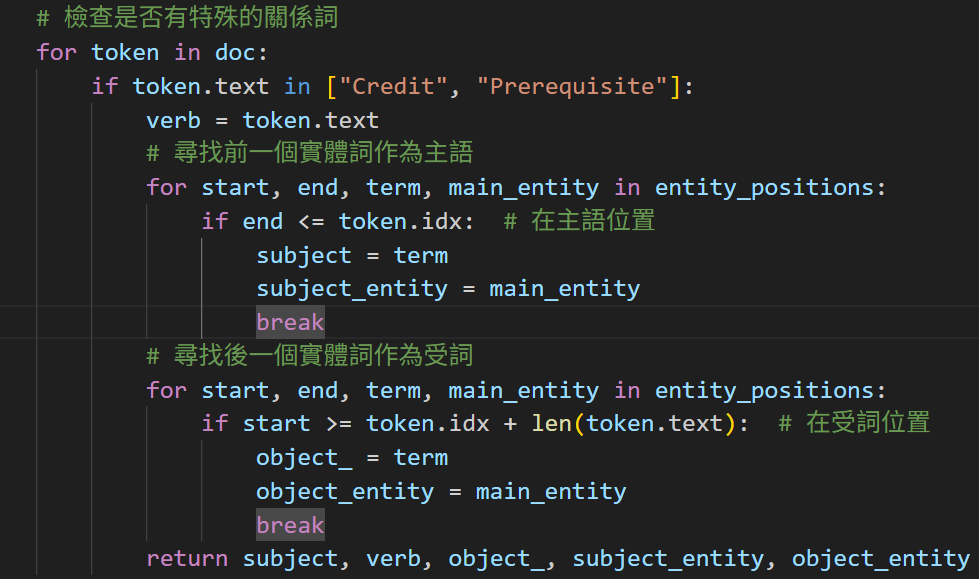 # 檢查是否有特殊的關係詞
for token in doc:
    if token.text in ["Credit", "Prerequisite"]:
        verb = token.text
        # 尋找前一個實體詞作為主語
        for start, end, term, main_entity in entity_positions:
            if end <= token.idx:  # 在主語位置
                subject = term
                subject_entity = main_entity
                break
        # 尋找後一個實體詞作為受詞
        for start, end, term, main_entity in entity_positions:
            if start >= token.idx + len(token.text):  # 在受詞位置
                object_ = term
                object_entity = main_entity
                break
        return subject, verb, object_, subject_entity, object_entity